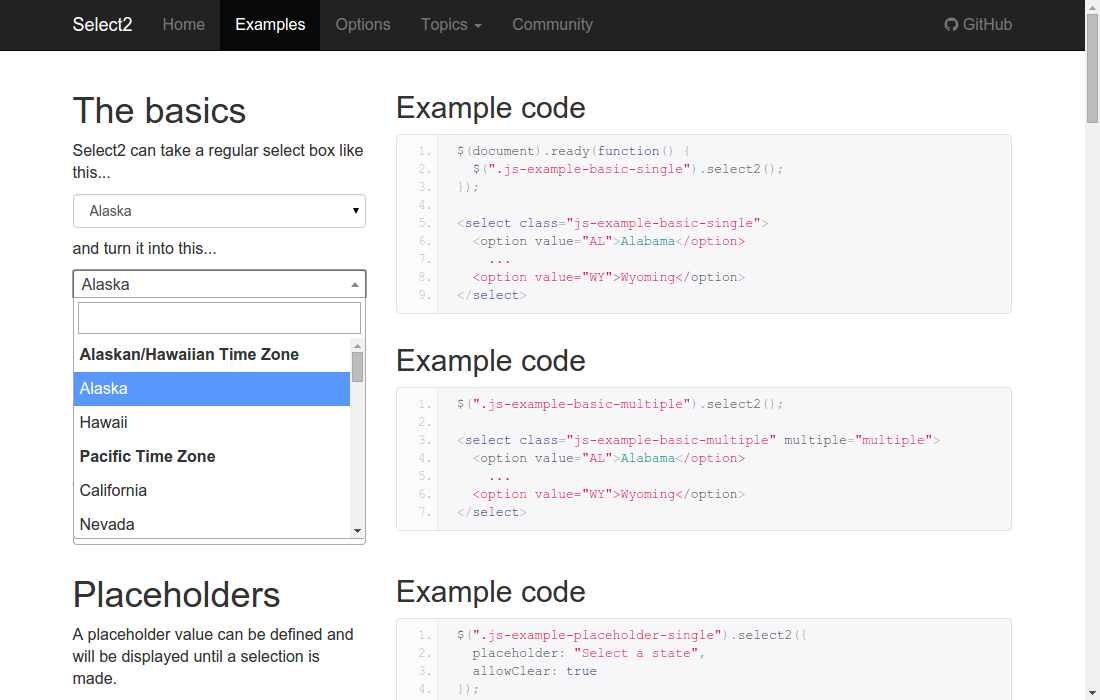 Select2 Home Examples Options Topics Community GitHub
The basics
Select2 can take a regular select box like
this...
Alaska
and turn it into this...
Alaska
Alaskan/Hawaiian Time Zone
Alaska
Hawaii
Pacific Time Zone
California
Nevada
Example code
1. $(document).ready(function() {
2. $(".js-example-basic-single").select2();
3. });
4.
5. <select class="js-example-basic-single">
6. <option value="AL">Alabama</option>
7. ...
8. <option value="WY">Wyoming</option>
9. </select>
Example code
1. $(".js-example-basic-multiple").select2();
2.
3. <select class="js-example-basic-multiple" multiple="multiple">
4. <option value="AL">Alabama</option>
5. ...
6. <option value="WY">Wyoming</option>
7. </select>
Placeholders
A placeholder value can be defined and
will be displayed until a selection is
made.
Example code
1. $(".js-example-placeholder-single").select2({
2. placeholder: "Select a state",
3. allowClear: true
4. });